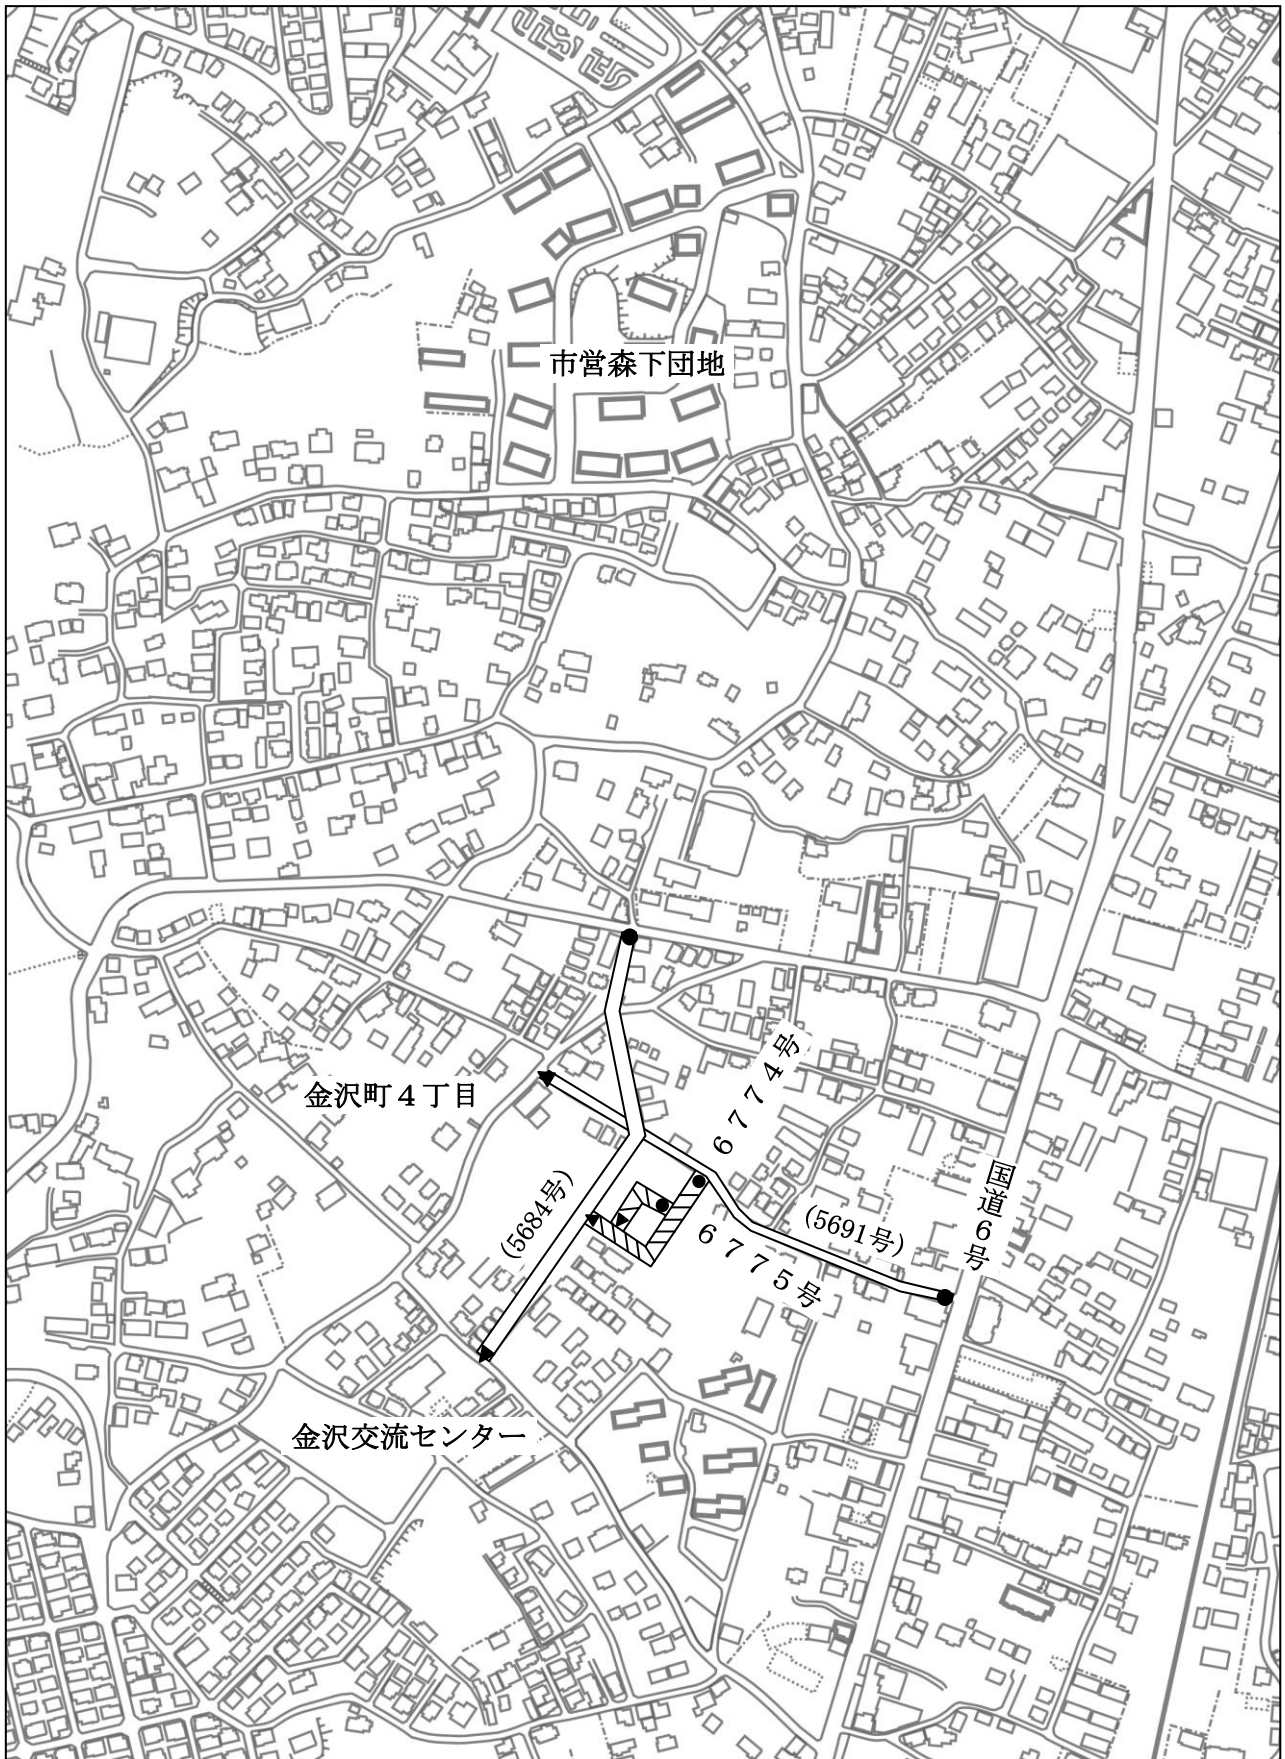 市営森下団地
金沢町４丁目
６７７４号
(5684号)
国道６号
(5691号)
６７７５号
金沢交流センター